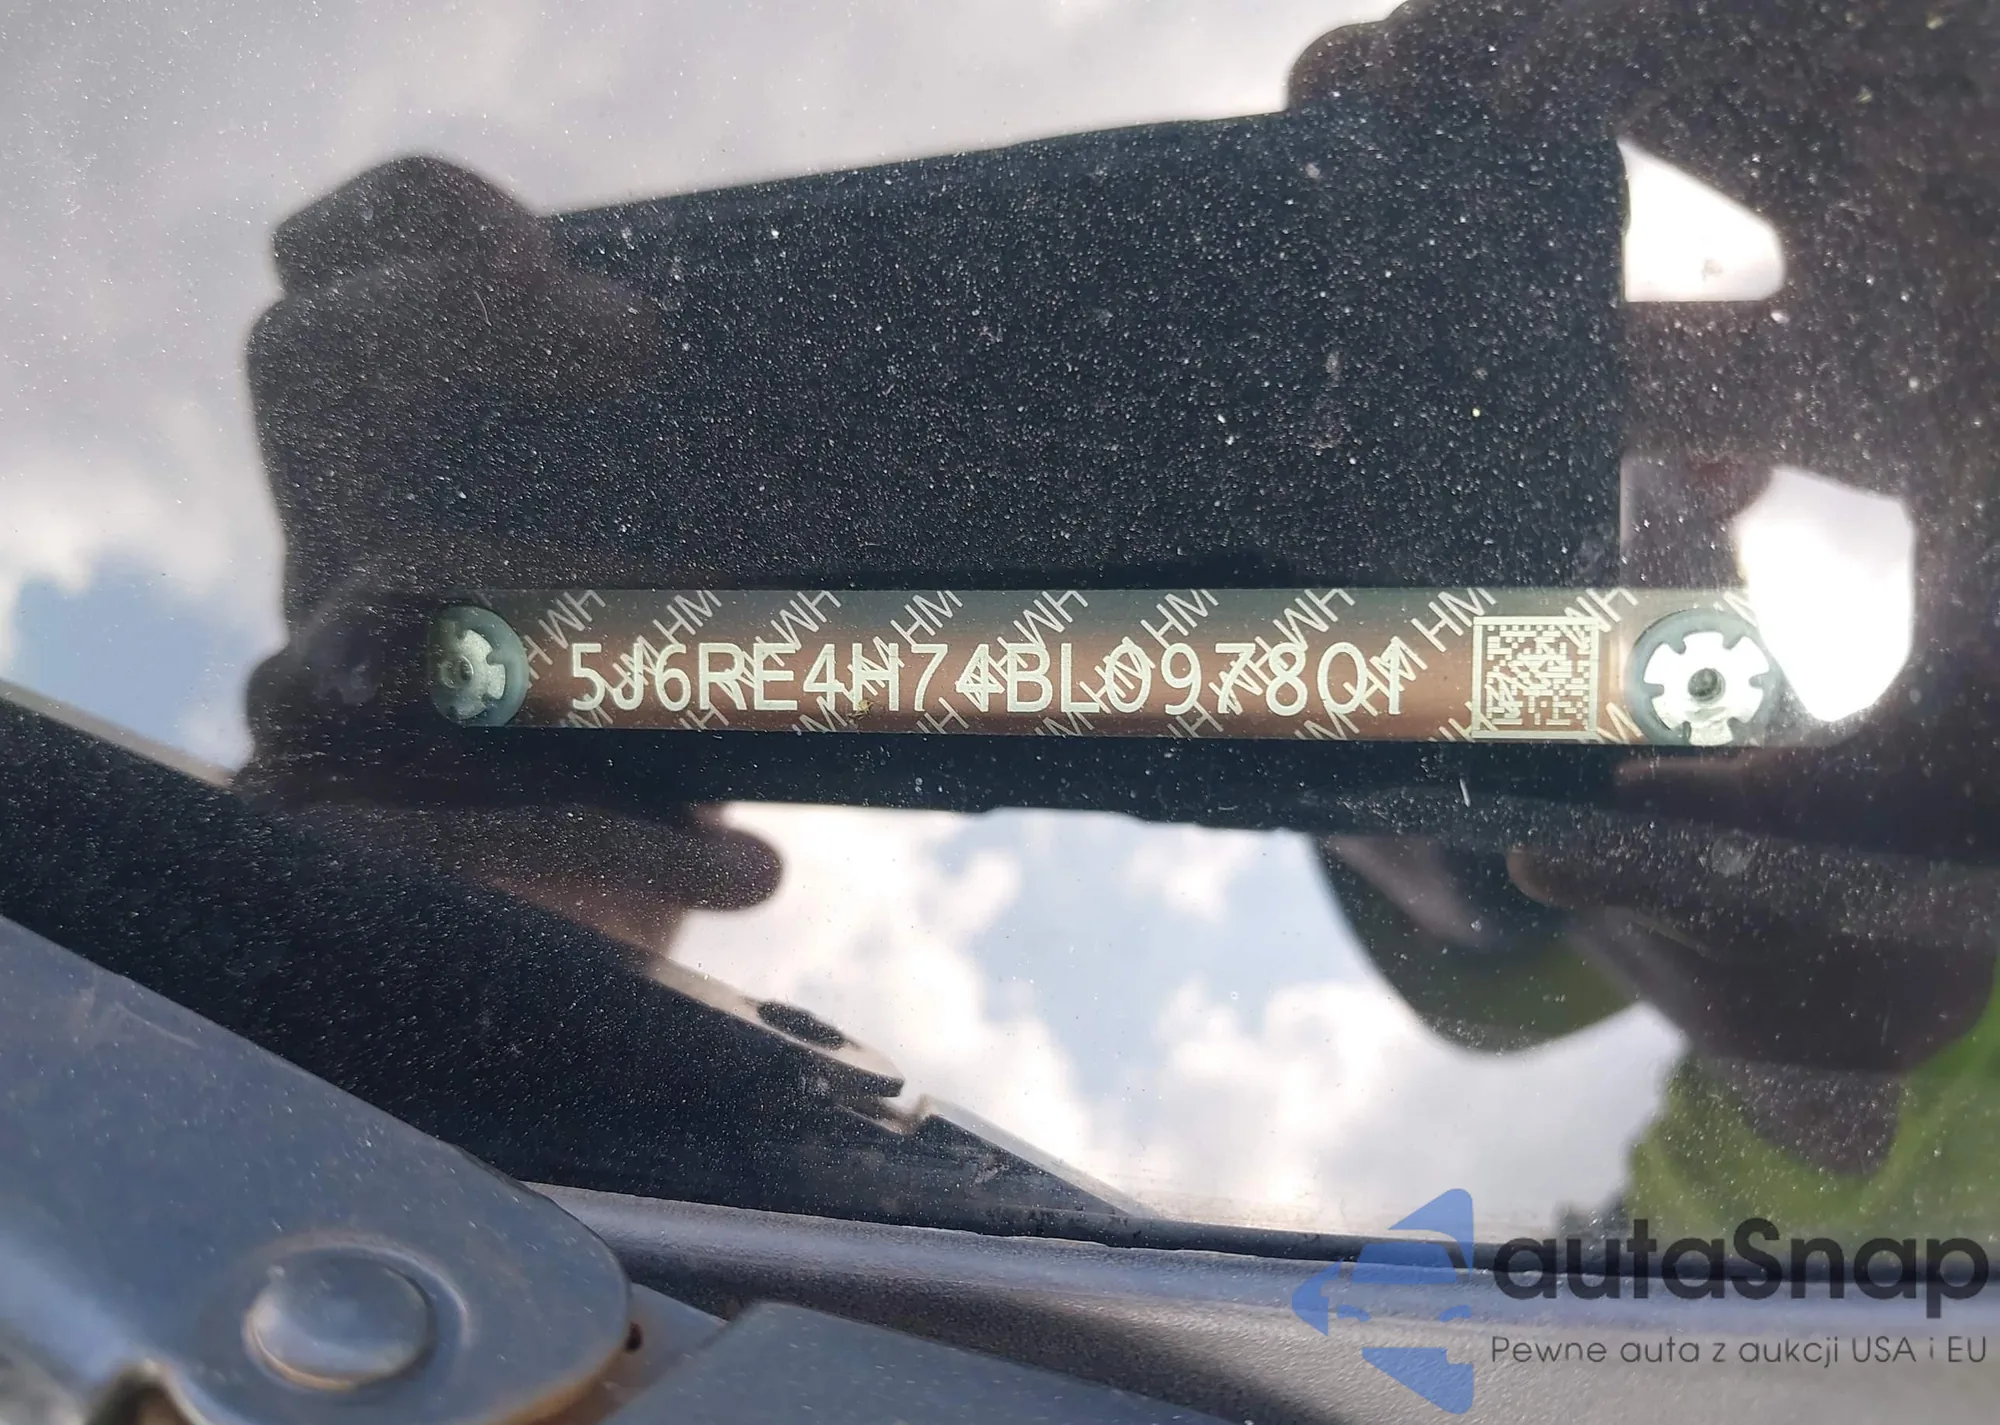 5J6RE4H74BL097801
autaSnap
Pewne auta z aukcji USA i EU